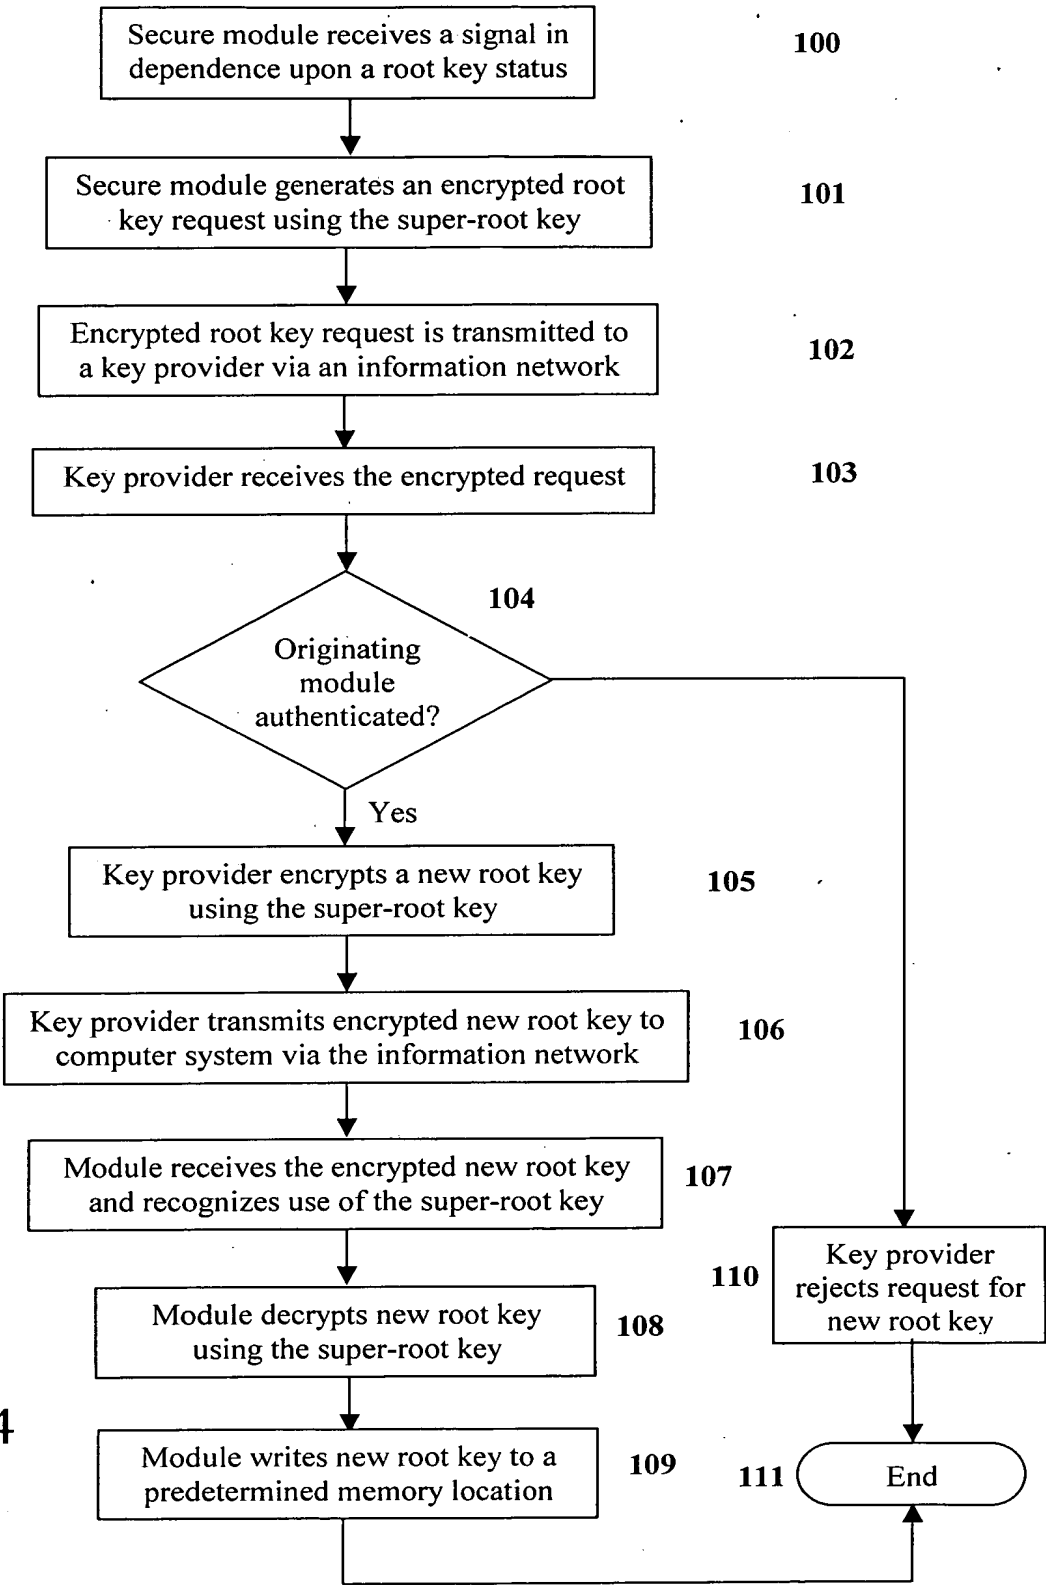 Secure module receives a signal in
dependence upon a root key status
100
Secure module generates an encrypted root
key request using the super-root key
101
Encrypted root key request is transmitted to
a key provider via an information network
102
Key provider receives the encrypted request
103
104
Originating
module
authenticated?
Yes
Key provider encrypts a new root key
using the super-root key
105
Key provider transmits encrypted new root key to
computer system via the information network
106
Module receives the encrypted new root key
and recognizes use of the super-root key
107
Key provider
rejects request for
new root key
110
Module decrypts new root key
using the super-root key
108
4
Module writes new root key to a
predetermined memory location
109
111
End